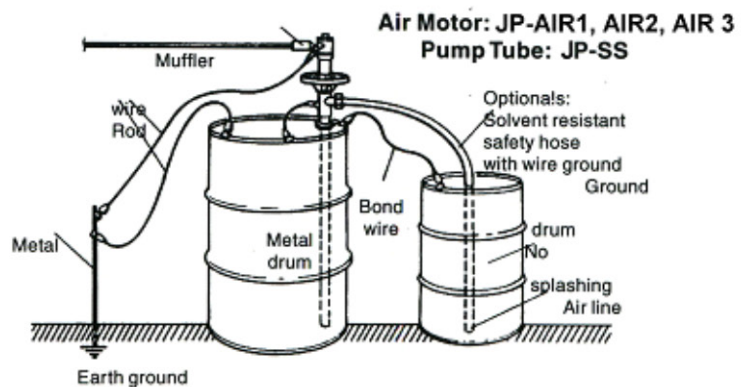 Air Motor: JP-AIR1, AIR2, AIR 3
Pump Tube: JP-SS
Muffler
wire
Rod
Optiona!s:
Solvent resistant
safety hose
with wire ground
Ground
Bond
wire
Metal
Metal
drum
drum
No
splashing
Air line
Earth ground